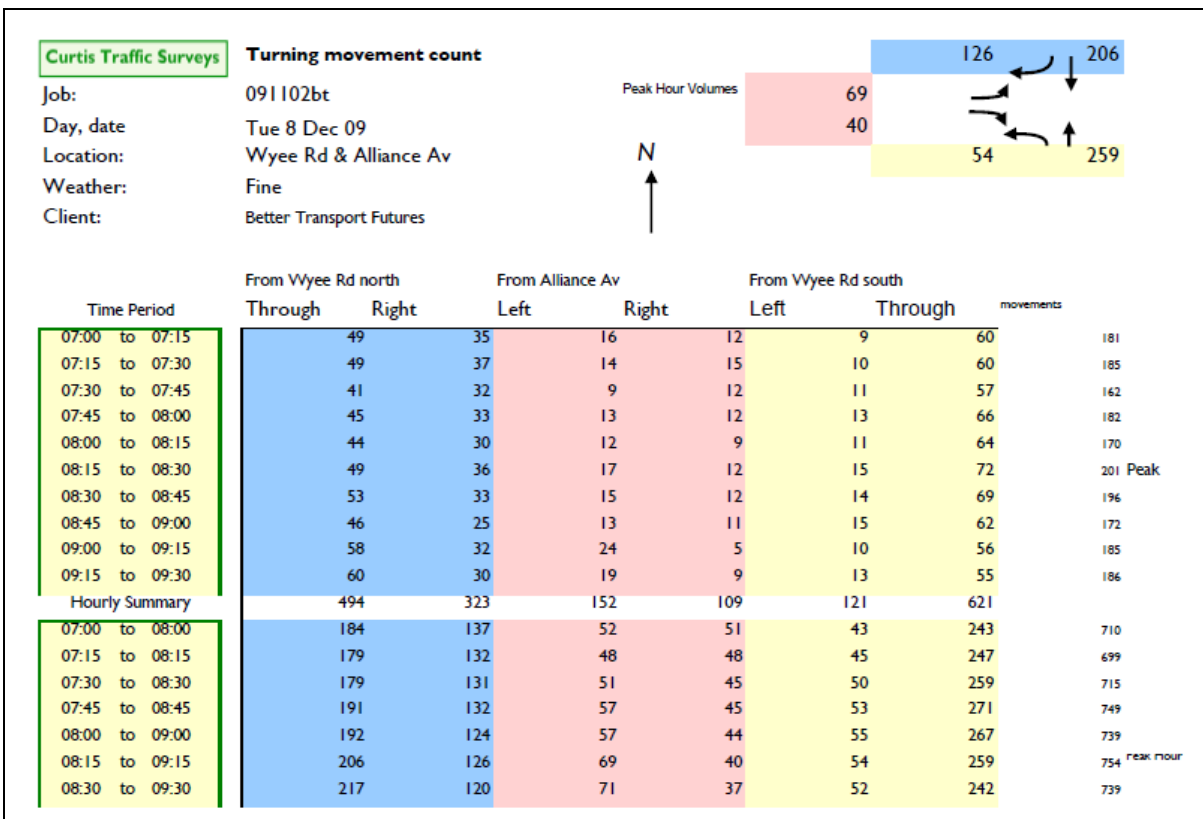 Curtis Traffic Surveys Turning movement count 126 206
Job: 091102bt Peak Hour Volumes 69
Day, date Tue 8 Dec 09 40
Location: Wyee Rd & Alliance Av N 54 259
Weather: Fine
Client: Better Transport Futures
From Wyee Rd north From Alliance Av From Wyee Rd south
Time Period Through Right Left Right Left Through movements
07:00 to 07:15 49 35 16 12 9 60 181
07:15 to 07:30 49 37 14 15 10 60 185
07:30 to 07:45 41 32 9 12 11 57 162
07:45 to 08:00 45 33 13 12 13 66 182
08:00 to 08:15 44 30 12 9 11 64 170
08:15 to 08:30 49 36 17 12 15 72 201 Peak
08:30 to 08:45 53 33 15 12 14 69 196
08:45 to 09:00 46 25 13 11 15 62 172
09:00 to 09:15 58 32 24 5 10 56 185
09:15 to 09:30 60 30 19 9 13 55 186
Hourly Summary 494 323 152 109 121 621
07:00 to 08:00 184 137 52 51 43 243 710
07:15 to 08:15 179 132 48 48 45 247 699
07:30 to 08:30 179 131 51 45 50 259 715
07:45 to 08:45 191 132 57 45 53 271 749
08:00 to 09:00 192 124 57 44 55 267 739
08:15 to 09:15 206 126 69 40 54 259 754 Peak Hour
08:30 to 09:30 217 120 71 37 52 242 739